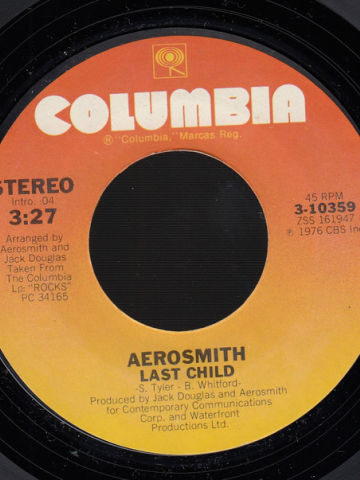 COLUMBIA
® "Columbia," Marcas Reg.
STEREO
Intro. :04
3:27
Arranged by
Aerosmith and
Jack Douglas
Taken From
The Columbia
Lp: "ROCKS"
PC 34165
45 RPM
3-10359
ZSS 161947
℗ 1976 CBS Inc.
AEROSMITH
LAST CHILD
-S. Tyler - B. Whitford-
Produced by Jack Douglas and Aerosmith
for Contemporary Communications
Corp. and Waterfront
Productions Ltd.